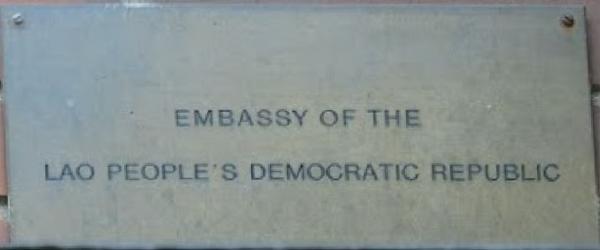 EMBASSY OF THE
LAO PEOPLE'S DEMOCRATIC REPUBLIC